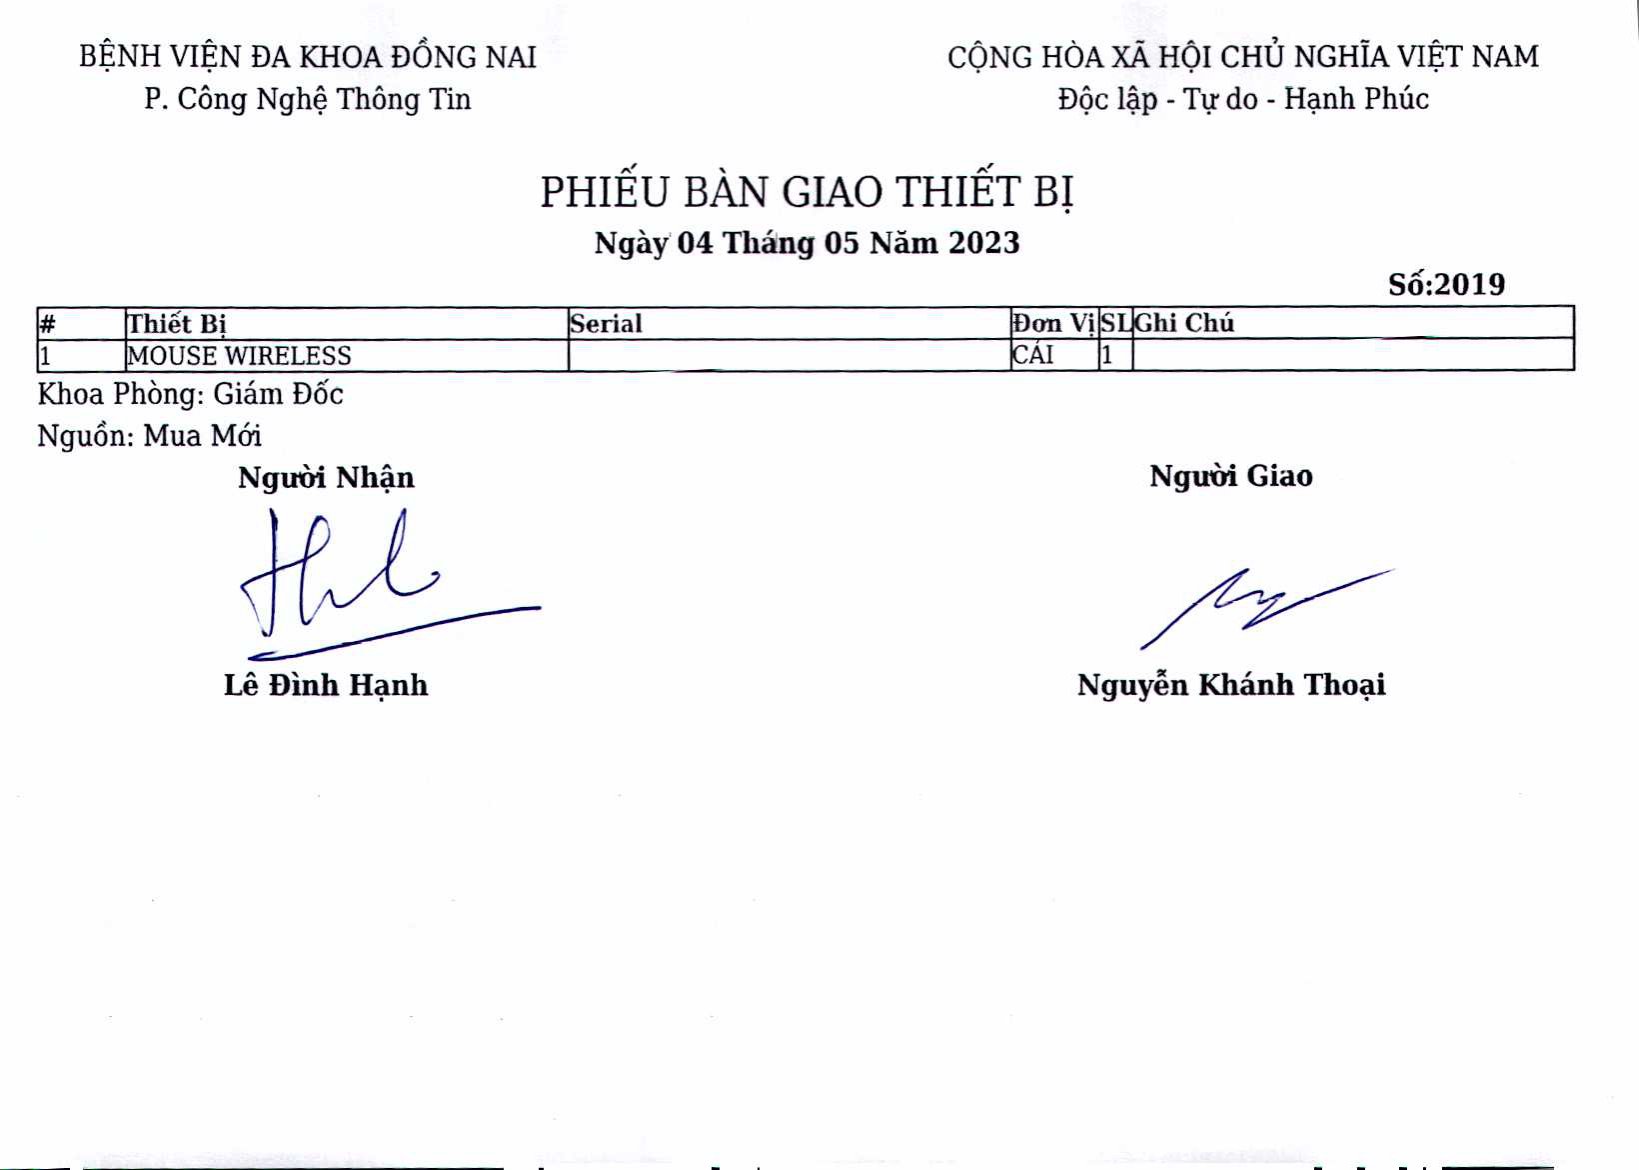 BỆNH VIỆN ĐA KHOA ĐỒNG NAI
P. Công Nghệ Thông Tin
CỘNG HÒA XÃ HỘI CHỦ NGHĨA VIỆT NAM
Độc lập - Tự do - Hạnh Phúc
PHIẾU BÀN GIAO THIẾT BỊ
Ngày 04 Tháng 05 Năm 2023
Số:2019
# Thiết Bị Serial Đơn Vị SL Ghi Chú
1 MOUSE WIRELESS CÁI 1
Khoa Phòng: Giám Đốc
Nguồn: Mua Mới
Người Nhận Người Giao
Lê Đình Hạnh Nguyễn Khánh Thoại